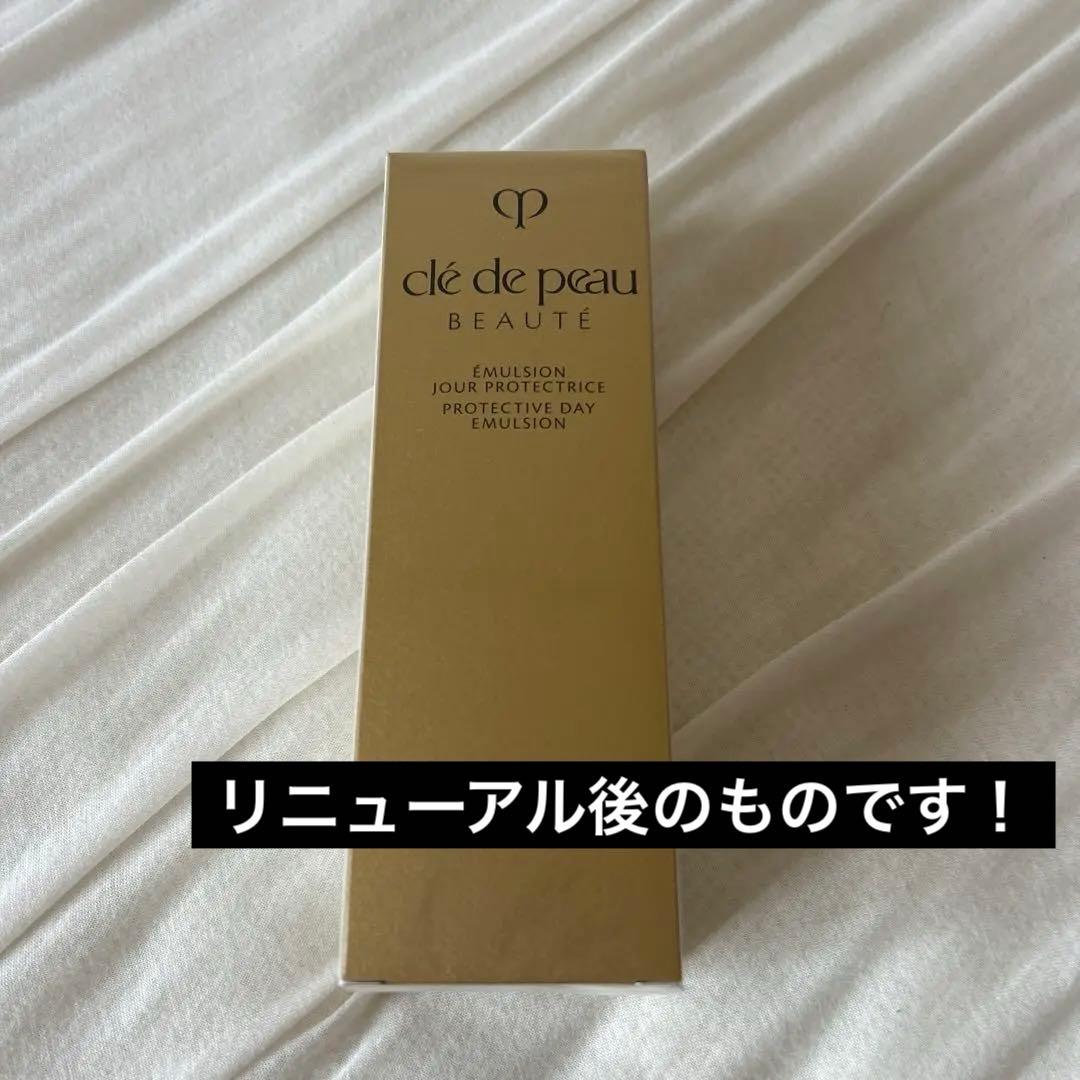 clé de peau
BEAUTÉ
ÉMULSION
JOUR PROTECTRICE
PROTECTIVE DAY
EMULSION
リニューアル後のものです！